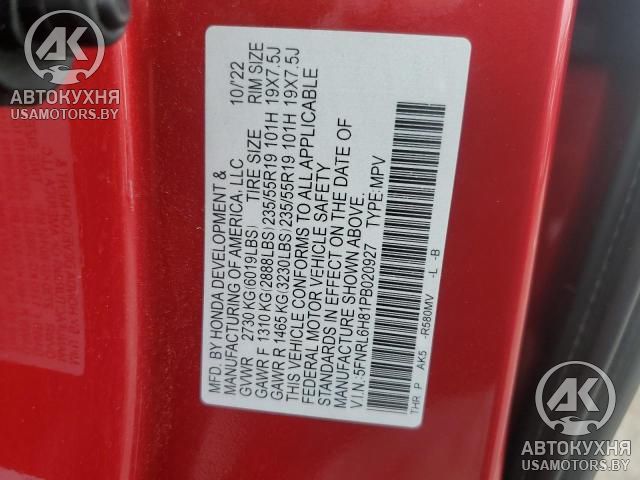 MFD. BY HONDA DEVELOPMENT &
MANUFACTURING OF AMERICA, LLC 10/22
GVWR 2730 KG (6019LBS) TIRE SIZE RIM SIZE
GAWR F 1310 KG (2888LBS) 235/55R19 101H 19X7.5J
GAWR R 1465 KG (3230LBS) 235/55R19 101H 19X7.5J
THIS VEHICLE CONFORMS TO ALL APPLICABLE
FEDERAL MOTOR VEHICLE SAFETY
STANDARDS IN EFFECT ON THE DATE OF
MANUFACTURE SHOWN ABOVE.
V.I.N. 5FNRL6H81PB020927 TYPE: MPV
THR P AK5 -R580MV -L -B
АК
АВТОКУХНЯ
USAMOTORS.BY
АК
АВТОКУХНЯ
USAMOTORS.BY